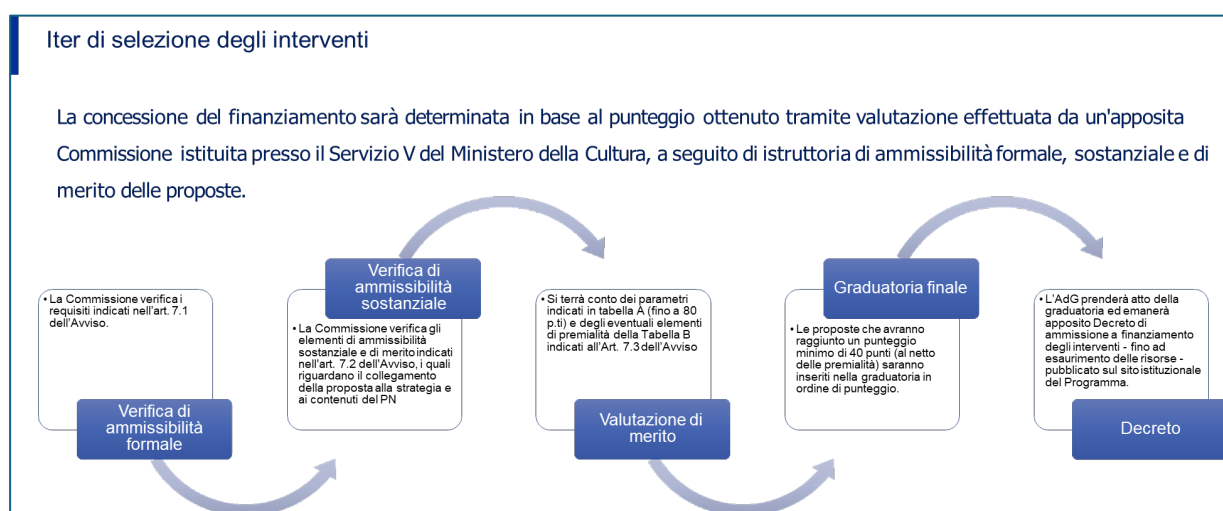 Iter di selezione degli interventi
La concessione del finanziamento sarà determinata in base al punteggio ottenuto tramite valutazione effettuata da un'apposita
Commissione istituita presso il Servizio V del Ministero della Cultura, a seguito di istruttoria di ammissibilità formale, sostanziale e di
merito delle proposte.
• La Commissione verifica i
requisiti indicati nell'art. 7.1
dell'Avviso.
Verifica di
ammissibilità
formale
Verifica di
ammissibilità
sostanziale
• La Commissione verifica gli
elementi di ammissibilità
sostanziale e di merito indicati
nell'art. 7.2 dell'Avviso, i quali
riguardano il collegamento
della proposta alla strategia e
ai contenuti del PN
• Si terrà conto dei parametri
indicati in tabella A (fino a 80
p.ti) e degli eventuali elementi
di premialità della Tabella B
indicati all'Art. 7.3 dell'Avviso
Valutazione di
merito
Graduatoria finale
• Le proposte che avranno
raggiunto un punteggio
minimo di 40 punti (al netto
delle premialità) saranno
inseriti nella graduatoria in
ordine di punteggio.
• L'AdG prenderà atto della
graduatoria ed emanerà
apposito Decreto di
ammissione a finanziamento
degli interventi - fino ad
esaurimento delle risorse -
pubblicato sul sito istituzionale
del Programma.
Decreto